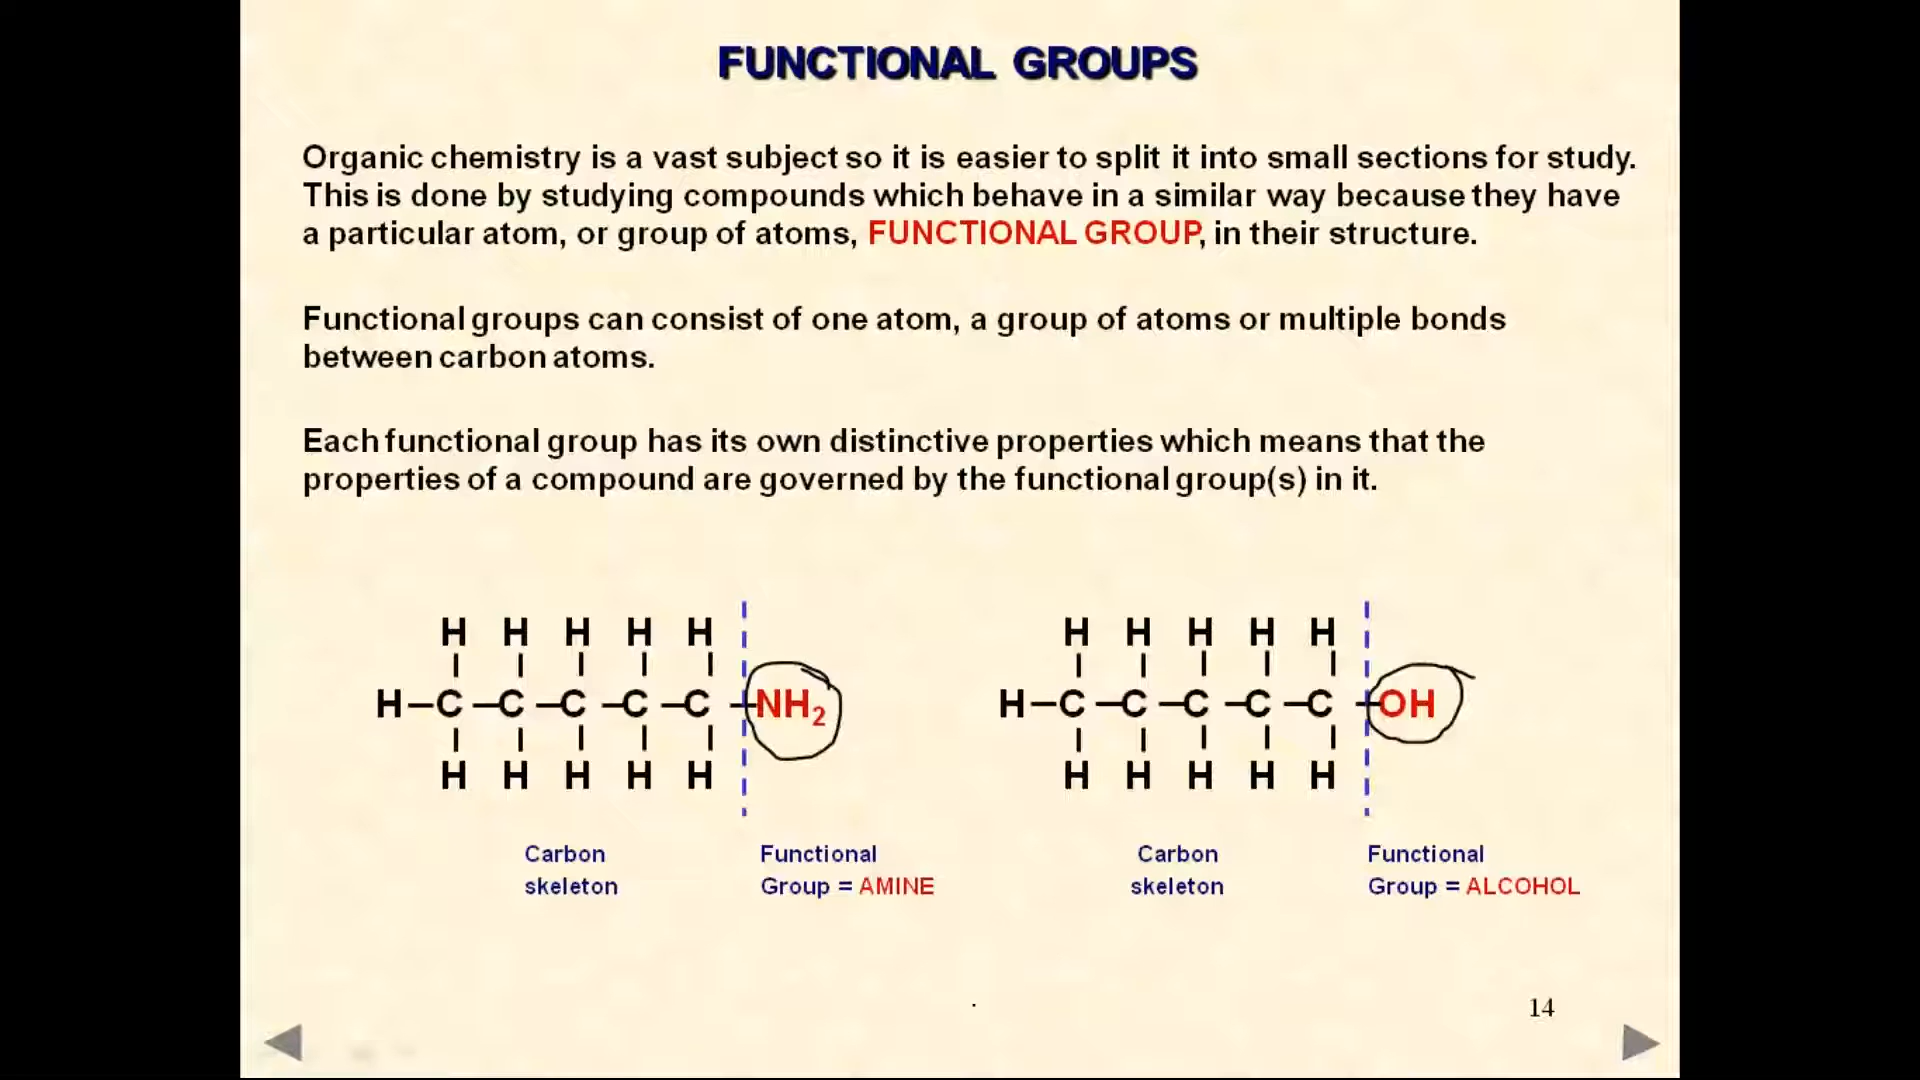 FUNCTIONAL GROUPS
Organic chemistry is a vast subject so it is easier to split it into small sections for study.
This is done by studying compounds which behave in a similar way because they have
a particular atom, or group of atoms, FUNCTIONAL GROUP, in their structure.
Functional groups can consist of one atom, a group of atoms or multiple bonds
between carbon atoms.
Each functional group has its own distinctive properties which means that the
properties of a compound are governed by the functional group(s) in it.
H H H H H H H H H H
H–C–C–C–C–C–NH₂ H–C–C–C–C–C–OH
H H H H H H H H H H
Carbon Functional Carbon Functional
skeleton Group = AMINE skeleton Group = ALCOHOL
14